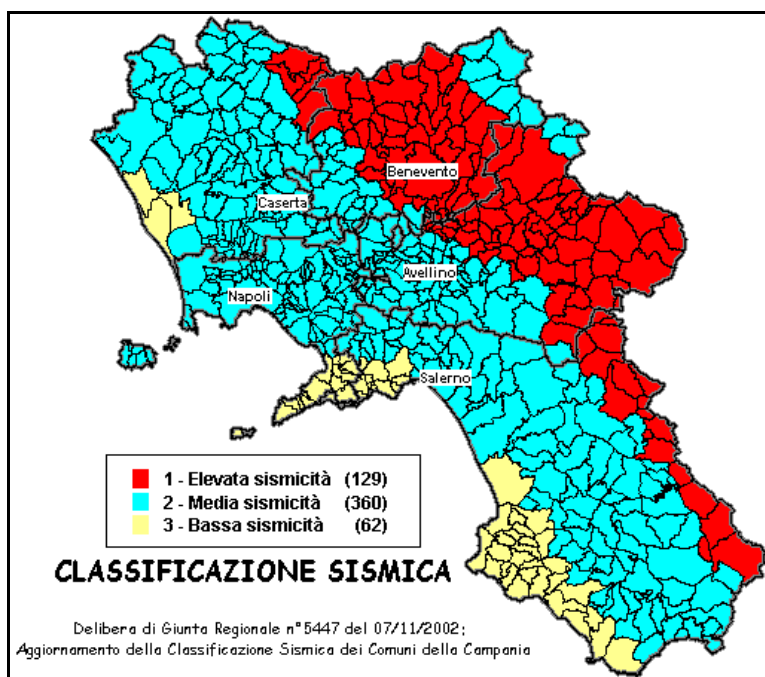 Benevento
Caserta
Avellino
Napoli
Salerno
1 - Elevata sismicità (129)
2 - Media sismicità (360)
3 - Bassa sismicità (62)
CLASSIFICAZIONE SISMICA
Delibera di Giunta Regionale n°5447 del 07/11/2002;
Aggiornamento della Classificazione Sismica dei Comuni della Campania